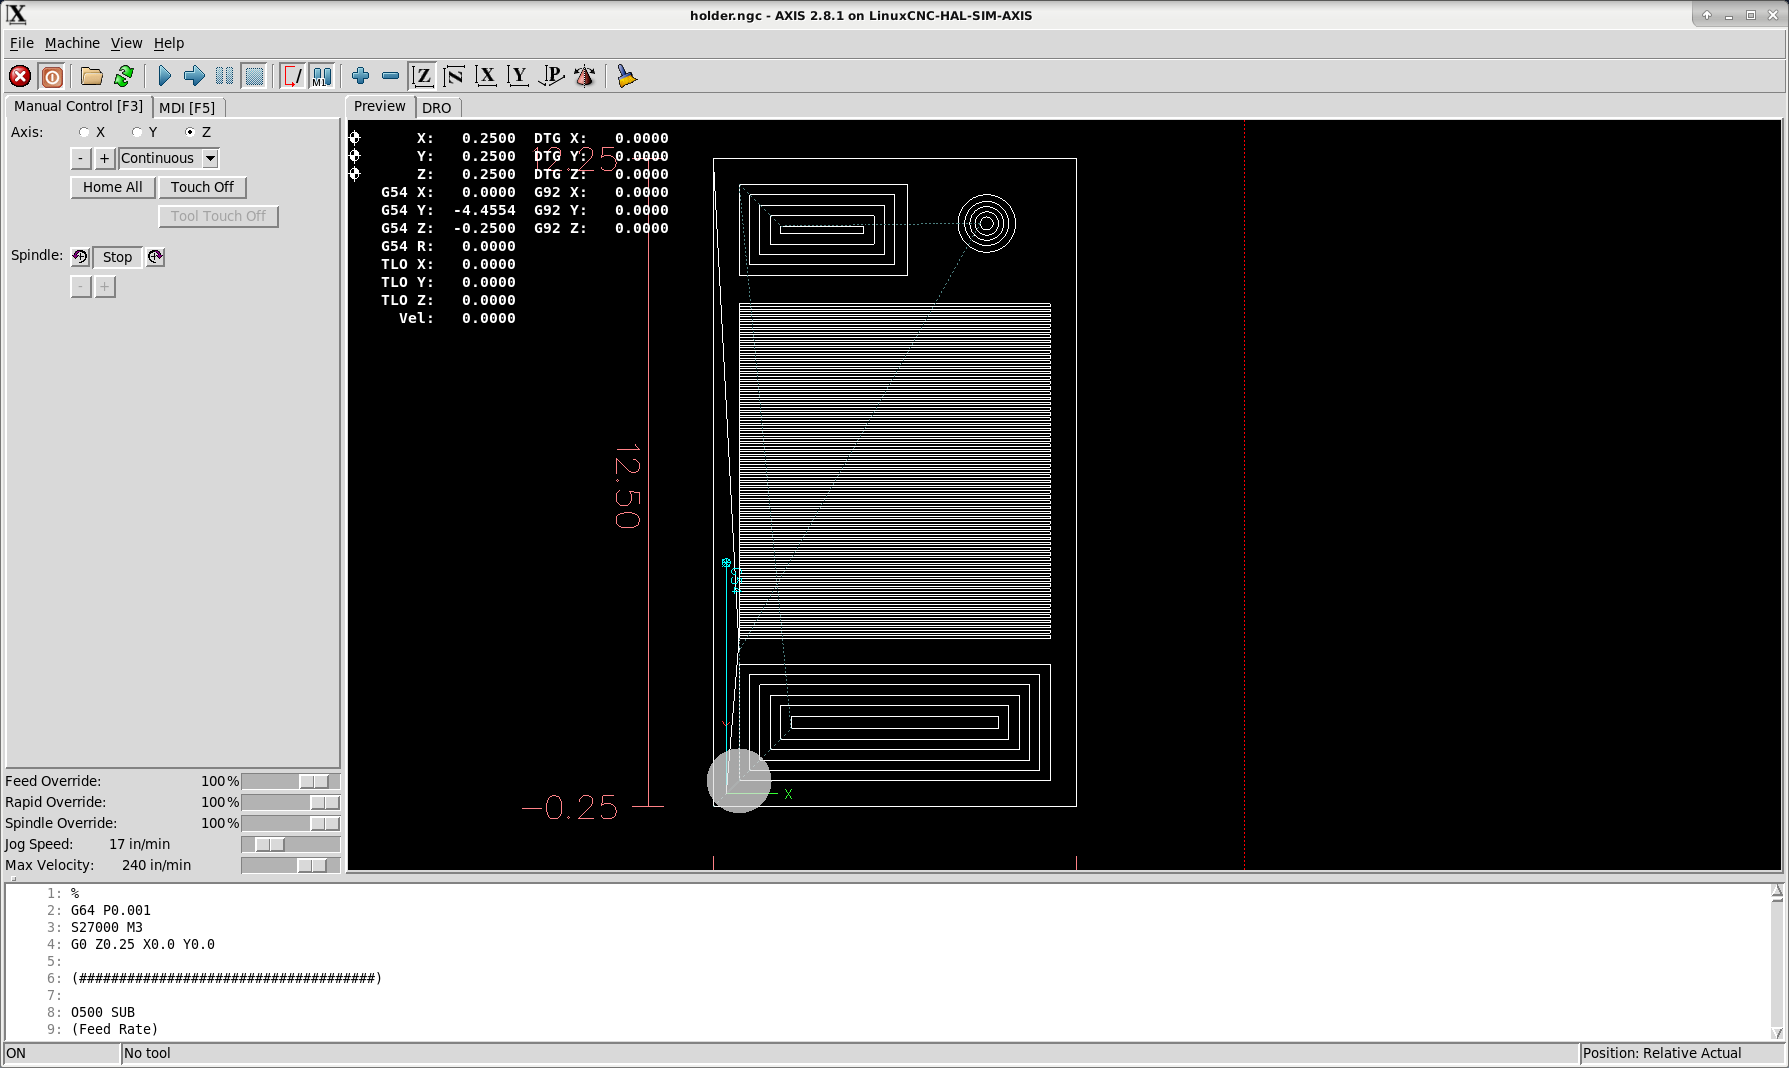 holder.ngc - AXIS 2.8.1 on LinuxCNC-HAL-SIM-AXIS
File Machine View Help
Z N X Y P
M1
Manual Control [F3] MDI [F5]
Preview DRO
Axis: X Y Z
- + Continuous
Home All Touch Off
Tool Touch Off
Spindle: Stop
- +
X: 0.2500 DTG X: 0.0000
Y: 0.2500 DTG Y: 0.0000
12.25
Z: 0.2500 DTG Z: 0.0000
G54 X: 0.0000 G92 X: 0.0000
G54 Y: -4.4554 G92 Y: 0.0000
G54 Z: -0.2500 G92 Z: 0.0000
G54 R: 0.0000
TLO X: 0.0000
TLO Y: 0.0000
TLO Z: 0.0000
Vel: 0.0000
12.50
-0.25
X
Feed Override: 100%
Rapid Override: 100%
Spindle Override: 100%
Jog Speed: 17 in/min
Max Velocity: 240 in/min
1: %
2: G64 P0.001
3: S27000 M3
4: G0 Z0.25 X0.0 Y0.0
5:
6: (#####################################)
7:
8: O500 SUB
9: (Feed Rate)
ON No tool Position: Relative Actual